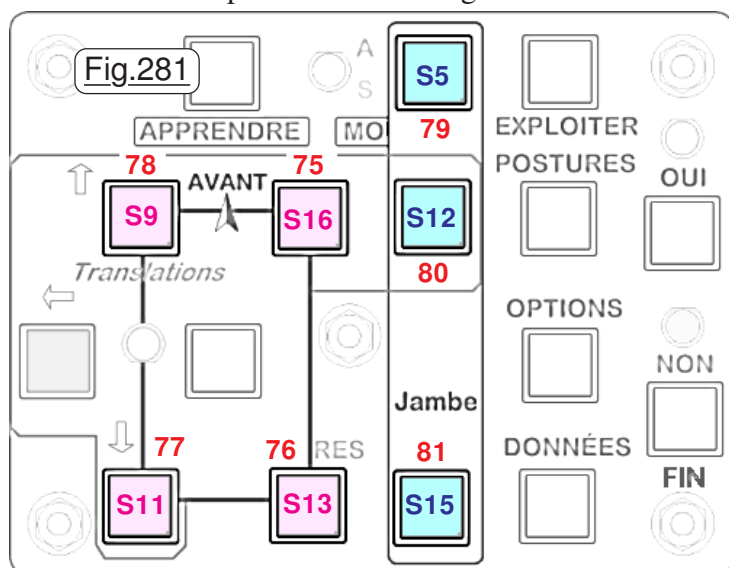 Fig.281
A
S
S5
APPRENDRE
MO
79
EXPLOITER
78
75
POSTURES
OUI
AVANT
S9
S16
S12
Translations
80
OPTIONS
NON
Jambe
77
76
RES
81
DONNÉES
FIN
S11
S13
S15